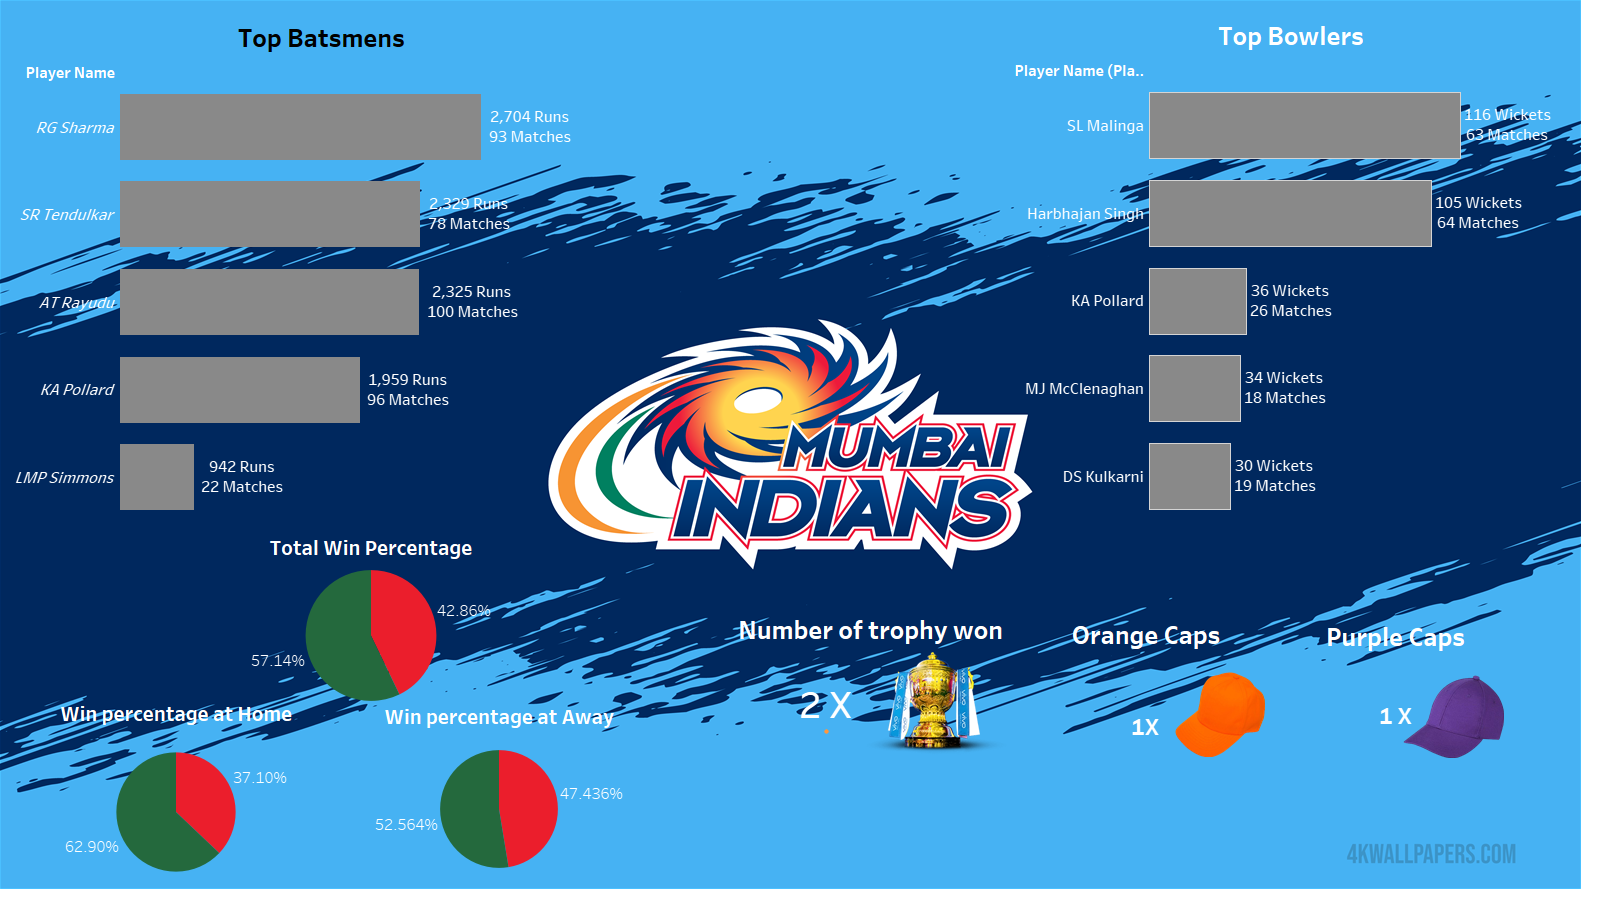 Top Batsmens
Player Name
RG Sharma
2,704 Runs
93 Matches
SR Tendulkar
2,329 Runs
78 Matches
AT Rayudu
2,325 Runs
100 Matches
KA Pollard
1,959 Runs
96 Matches
LMP Simmons
942 Runs
22 Matches
Top Bowlers
Player Name (Pla..
SL Malinga
116 Wickets
63 Matches
Harbhajan Singh
105 Wickets
64 Matches
KA Pollard
36 Wickets
26 Matches
MJ McClenaghan
34 Wickets
18 Matches
DS Kulkarni
30 Wickets
19 Matches
MUMBAI
INDIANS
Total Win Percentage
42.86%
57.14%
Win percentage at Home
37.10%
62.90%
Win percentage at Away
47.436%
52.564%
Number of trophy won
2 X
Orange Caps
1X
Purple Caps
1 X
4KWALLPAPERS.COM